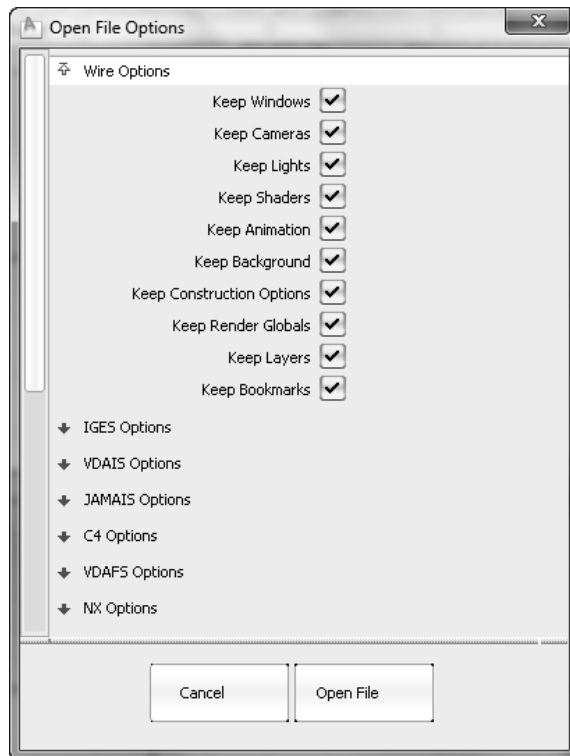 Open File Options
Wire Options
Keep Windows
Keep Cameras
Keep Lights
Keep Shaders
Keep Animation
Keep Background
Keep Construction Options
Keep Render Globals
Keep Layers
Keep Bookmarks
IGES Options
VDAIS Options
JAMAIS Options
C4 Options
VDAFS Options
NX Options
Cancel
Open File